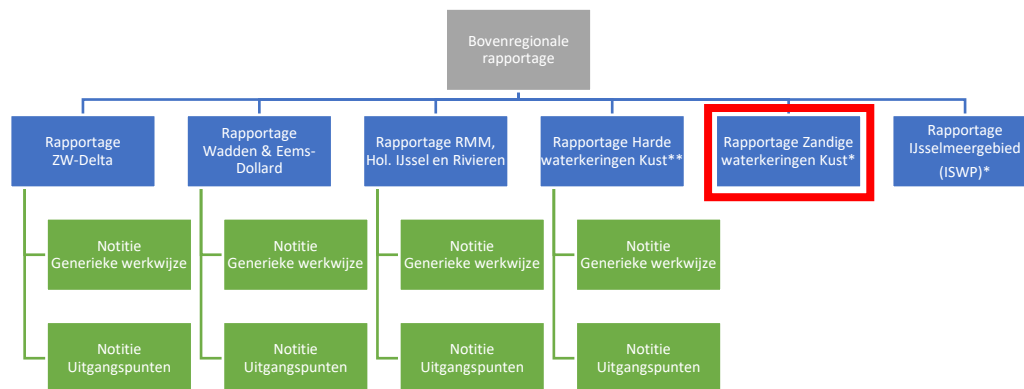 Bovenregionale
rapportage
Rapportage
ZW-Delta
Rapportage
Wadden & Eems-
Dollard
Rapportage RMM,
Hol. IJssel en Rivieren
Rapportage Harde
waterkeringen Kust**
Rapportage Zandige
waterkeringen Kust*
Rapportage
IJsselmeergebied
(ISWP)*
Notitie
Generieke werkwijze
Notitie
Generieke werkwijze
Notitie
Generieke werkwijze
Notitie
Generieke werkwijze
Notitie
Uitgangspunten
Notitie
Uitgangspunten
Notitie
Uitgangspunten
Notitie
Uitgangspunten